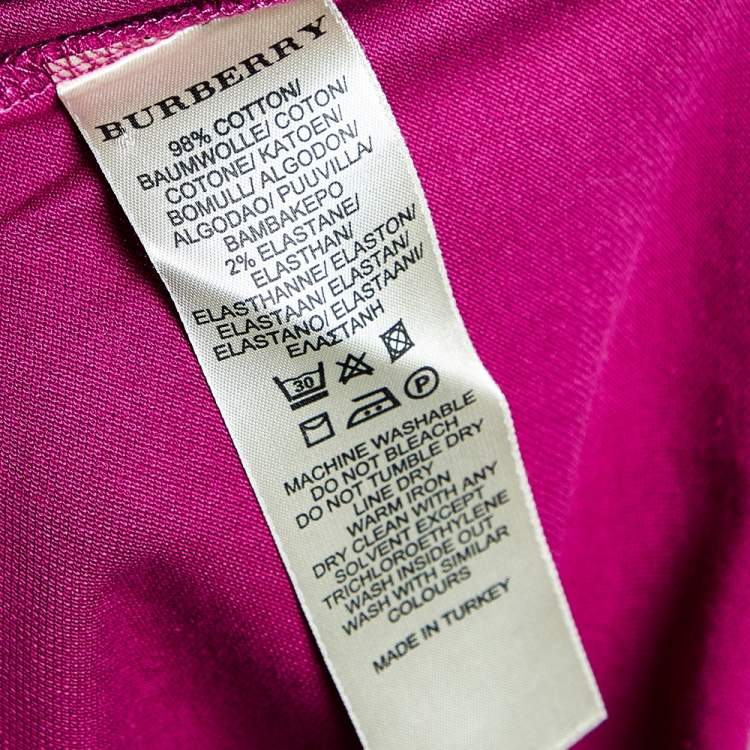 BURBERRY
98% COTTON/
BAUMWOLLE/ COTON/
COTONE/ KATOEN/
BOMULL/ ALGODON/
ALGODAO/ PUUVILLA/
ΒΑΜΒΑΚΕΡΟ
2% ELASTANE/
ELASTHAN/
ELASTHANNE/ ELASTON/
ELASTAAN/ ELASTAN/
ELASTANO/ ELASTAANI/
ΕΛΑΣΤΑΝΗ
30
P
MACHINE WASHABLE
DO NOT BLEACH
DO NOT TUMBLE DRY
LINE DRY
WARM IRON
DRY CLEAN WITH ANY
SOLVENT EXCEPT
TRICHLOROETHYLENE
WASH INSIDE OUT
WASH WITH SIMILAR
COLOURS
MADE IN TURKEY